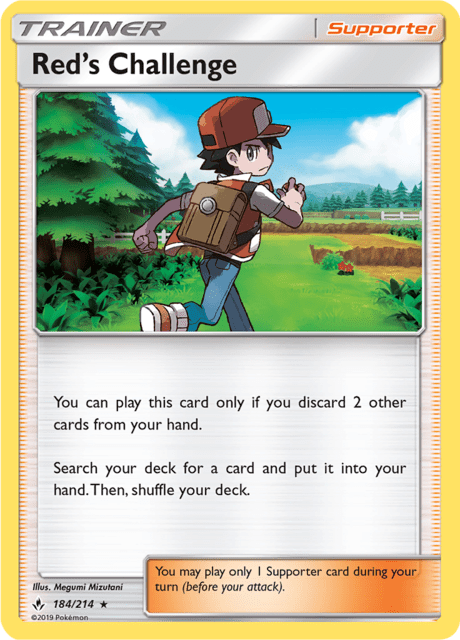 TRAINER Supporter
Red's Challenge
You can play this card only if you discard 2 other
cards from your hand.
Search your deck for a card and put it into your
hand. Then, shuffle your deck.
You may play only 1 Supporter card during your
turn (before your attack).
Illus. Megumi Mizutani
184/214 ★
©2019 Pokémon